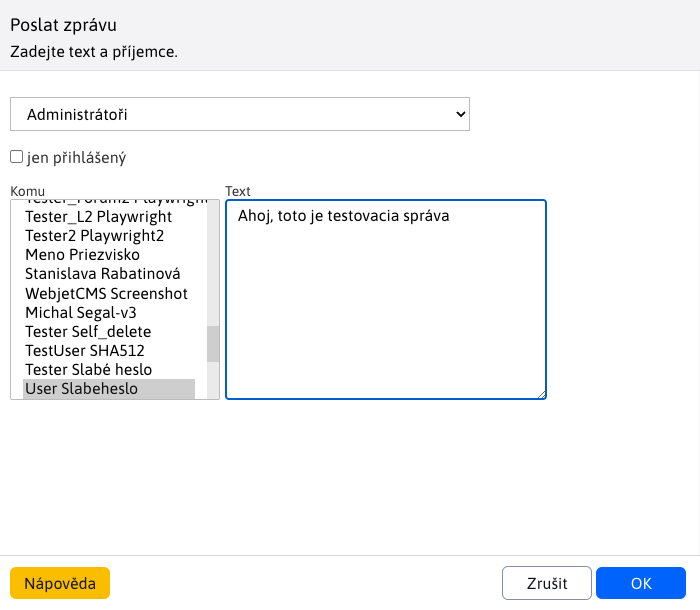 Poslat zprávu
Zadejte text a příjemce.
Administrátoři
jen přihlášený
Komu
Text
Tester_Forum2 Playwright
Tester_L2 Playwright
Tester2 Playwright2
Meno Priezvisko
Stanislava Rabatinová
WebjetCMS Screenshot
Michal Segal-v3
Tester Self_delete
TestUser SHA512
Tester Slabé heslo
User Slabeheslo
Ahoj, toto je testovacia správa
Nápověda
Zrušit
OK